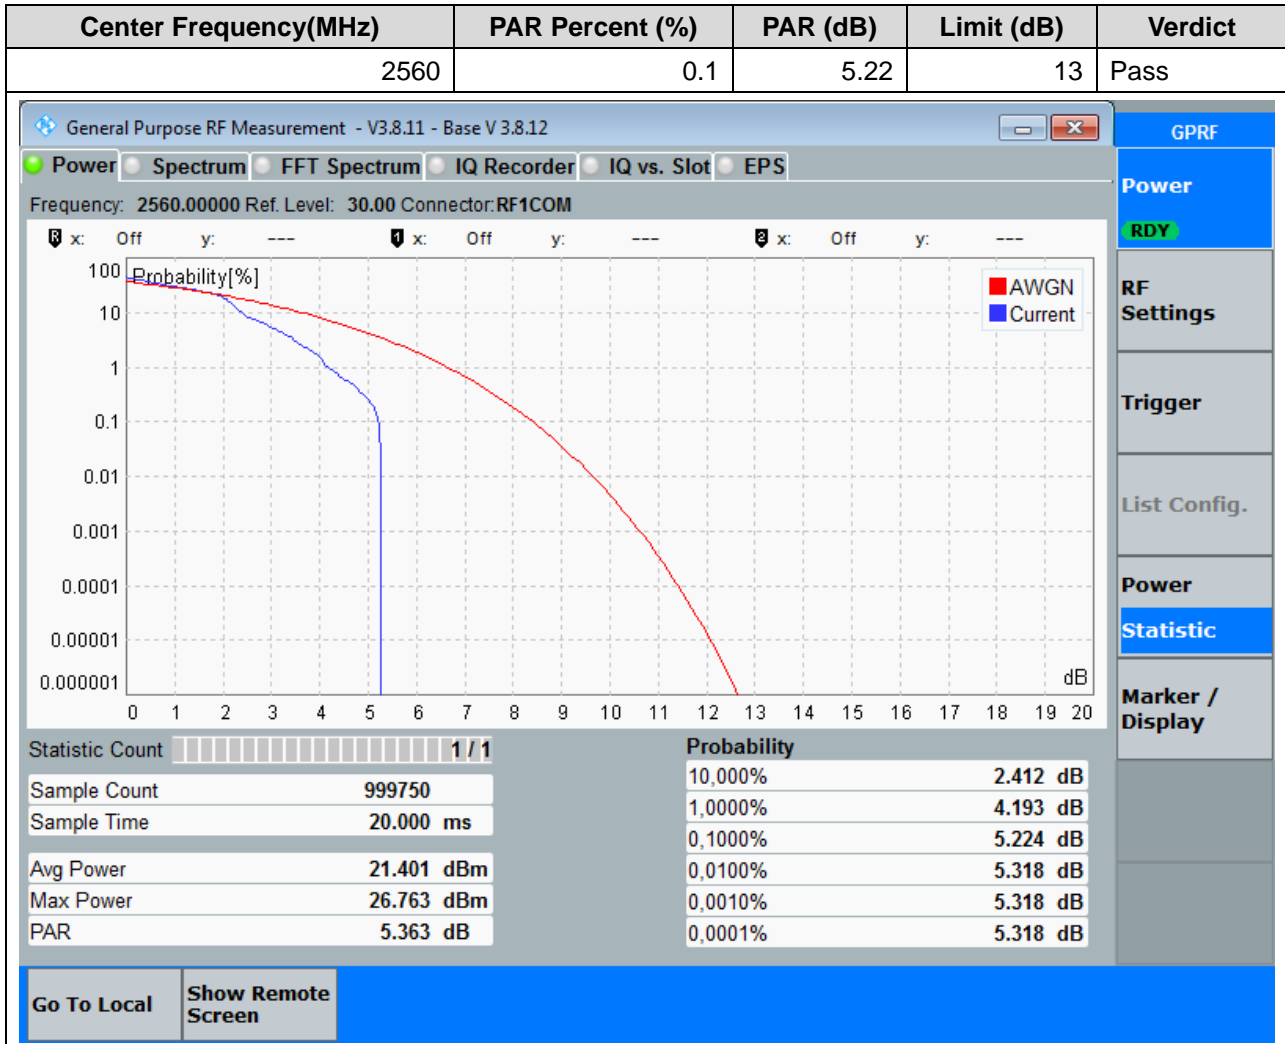 Center Frequency(MHz) PAR Percent (%) PAR (dB) Limit (dB) Verdict
2560 0.1 5.22 13 Pass
General Purpose RF Measurement - V3.8.11 - Base V 3.8.12
GPRF
Power Spectrum FFT Spectrum IQ Recorder IQ vs. Slot EPS
Power
RDY
Frequency: 2560.00000 Ref. Level: 30.00 Connector:RF1COM
R x: Off y: --- 1 x: Off y: --- 2 x: Off y: ---
Probability[%]
AWGN
Current
100
10
1
0.1
0.01
0.001
0.0001
0.00001
0.000001
dB
0 1 2 3 4 5 6 7 8 9 10 11 12 13 14 15 16 17 18 19 20
RF
Settings
Trigger
List Config.
Power
Statistic
Marker /
Display
Statistic Count 1 / 1
Sample Count 999750
Sample Time 20.000 ms
Avg Power 21.401 dBm
Max Power 26.763 dBm
PAR 5.363 dB
Probability
10,000% 2.412 dB
1,0000% 4.193 dB
0,1000% 5.224 dB
0,0100% 5.318 dB
0,0010% 5.318 dB
0,0001% 5.318 dB
Go To Local
Show Remote
Screen